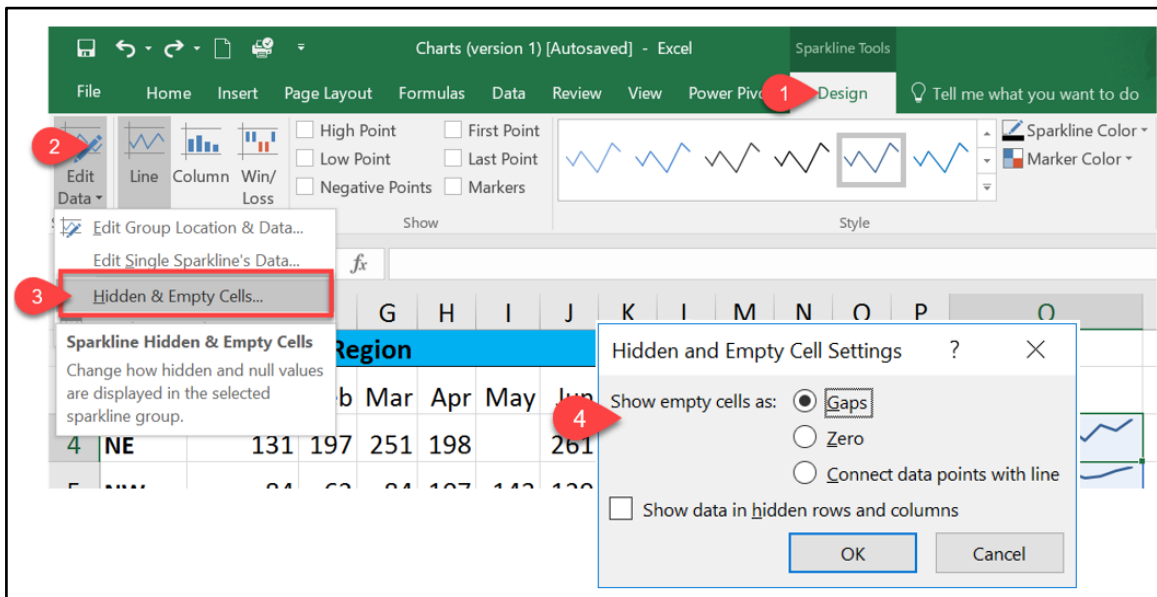 Charts (version 1) [Autosaved] - Excel
Sparkline Tools
File Home Insert Page Layout Formulas Data Review View Power Pivo 1 Design Tell me what you want to do
2
Edit
Data
Line
Column
Win/
Loss
High Point
First Point
Low Point
Last Point
Negative Points
Markers
Show
Style
Sparkline Color
Marker Color
Edit Group Location & Data...
Edit Single Sparkline's Data...
3
Hidden & Empty Cells...
fx
Sparkline Hidden & Empty Cells
Change how hidden and null values
are displayed in the selected
sparkline group.
G H I J K L M N O P Q
Region
b Mar Apr May Jun
4 NE 131 197 251 198 261
4
Hidden and Empty Cell Settings ? X
Show empty cells as:
Gaps
Zero
Connect data points with line
Show data in hidden rows and columns
OK Cancel